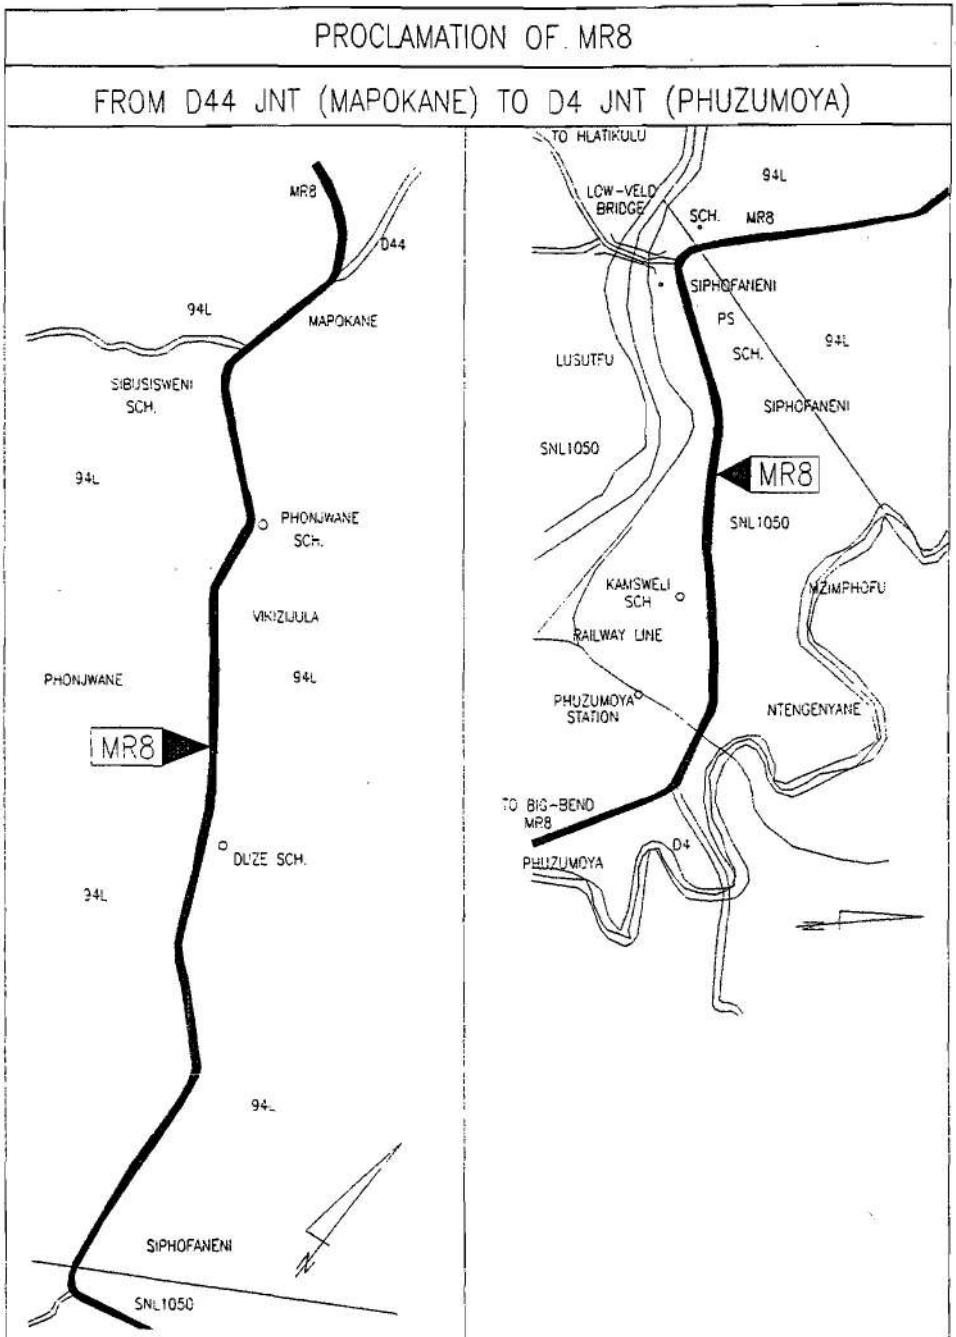 PROCLAMATION OF MR8
FROM D44 JNT (MAPOKANE) TO D4 JNT (PHUZUMOYA)
MR8
D44
94L
MAPOKANE
SIBUSISWENI
SCH.
94L
PHONJWANE
SCH.
VIKIZIJULA
PHONJWANE
94L
MR8
DUZE SCH.
94L
94L
N
SIPHOFANENI
SNL1050
TO HLATIKULU
94L
LOW-VELD
BRIDGE
SCH.
MR8
SIPHOFANENI
PS
SCH.
94L
LUSUTFU
SIPHOFANENI
SNL1050
MR8
SNL1050
KAMSWELI
SCH
MZIMPHOFU
RAILWAY LINE
PHUZUMOYA
STATION
NTENGENYANE
TO BIG-BEND
MR8
D4
PHUZUMOYA
N